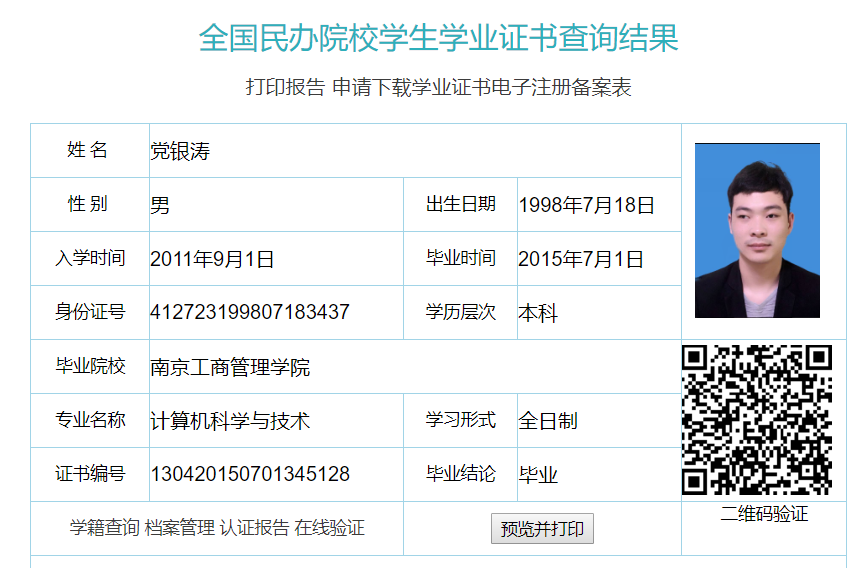 全国民办院校学生学业证书查询结果
打印报告 申请下载学业证书电子注册备案表
姓 名 党银涛
性 别 男 出生日期 1998年7月18日
入学时间 2011年9月1日 毕业时间 2015年7月1日
身份证号 412723199807183437 学历层次 本科
毕业院校 南京工商管理学院
专业名称 计算机科学与技术 学习形式 全日制
证书编号 130420150701345128 毕业结论 毕业
学籍查询 档案管理 认证报告 在线验证 预览并打印 二维码验证